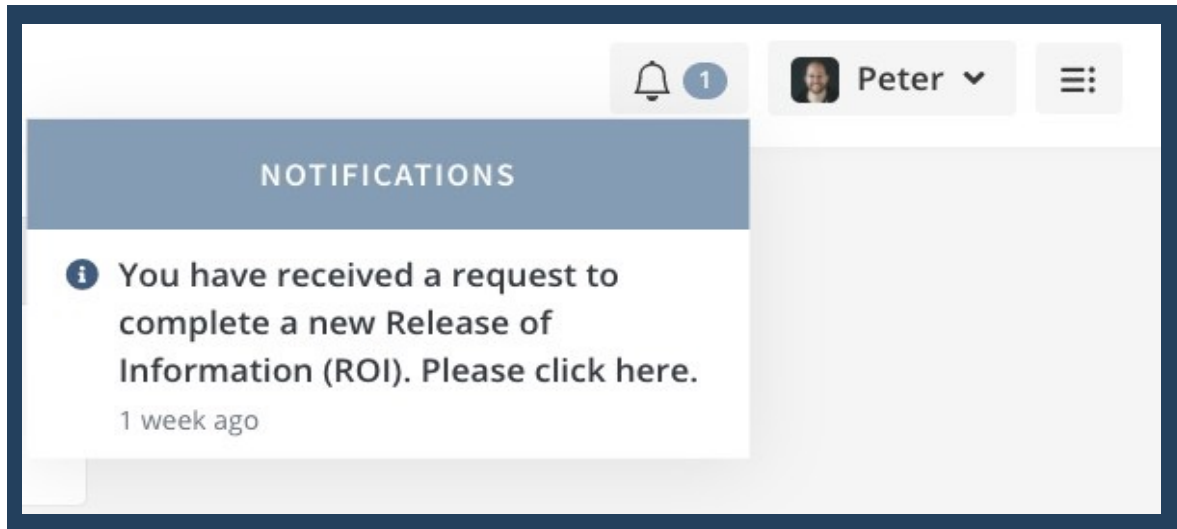 1
Peter
NOTIFICATIONS
You have received a request to
complete a new Release of
Information (ROI). Please click here.
1 week ago